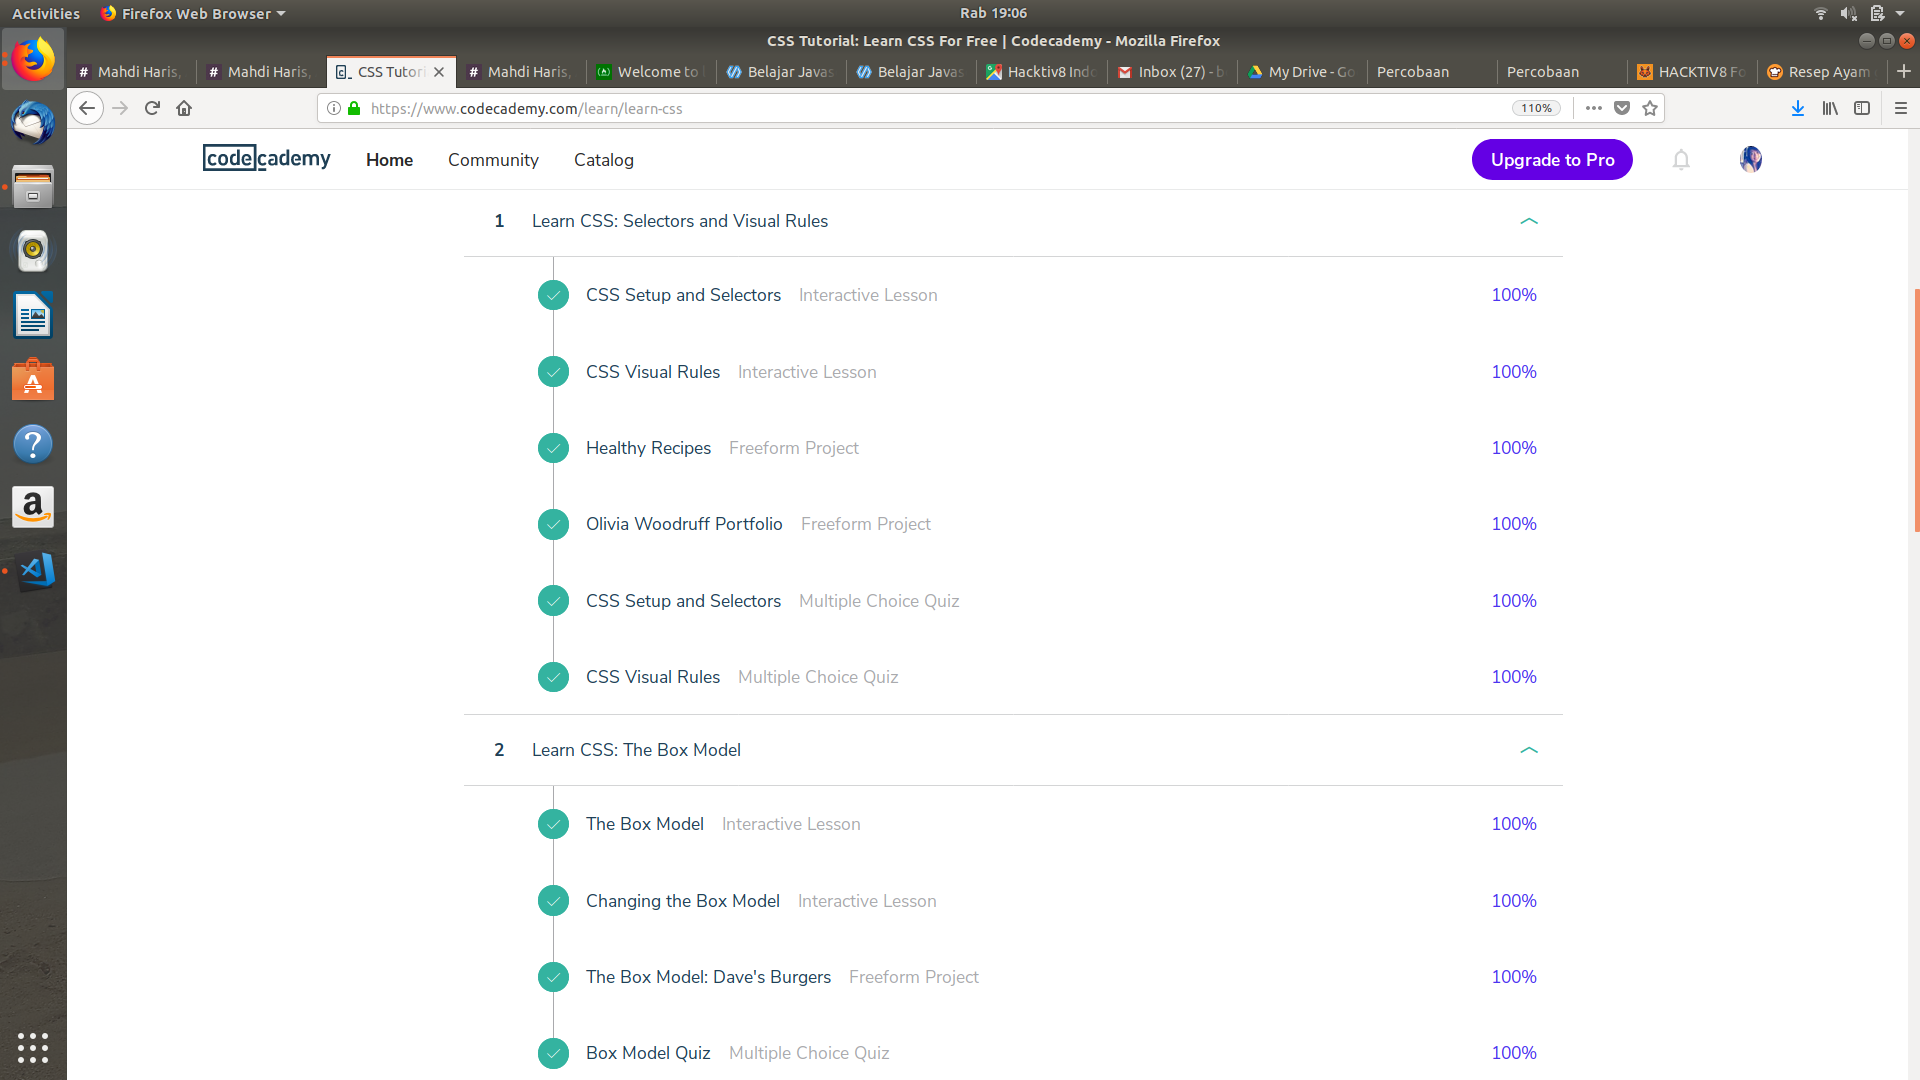 Activities Firefox Web Browser Rab 19:06
CSS Tutorial: Learn CSS For Free | Codecademy - Mozilla Firefox
Mahdi Haris, Mahdi Haris, CSS Tutori Mahdi Haris, Welcome to Belajar Javas Belajar Javas Hacktiv8 Indo Inbox (27) - b My Drive - Go Percobaan Percobaan HACKTIV8 Fo Resep Ayam
https://www.codecademy.com/learn/learn-css 110%
codecademy Home Community Catalog Upgrade to Pro
1 Learn CSS: Selectors and Visual Rules
CSS Setup and Selectors Interactive Lesson 100%
CSS Visual Rules Interactive Lesson 100%
Healthy Recipes Freeform Project 100%
Olivia Woodruff Portfolio Freeform Project 100%
CSS Setup and Selectors Multiple Choice Quiz 100%
CSS Visual Rules Multiple Choice Quiz 100%
2 Learn CSS: The Box Model
The Box Model Interactive Lesson 100%
Changing the Box Model Interactive Lesson 100%
The Box Model: Dave's Burgers Freeform Project 100%
Box Model Quiz Multiple Choice Quiz 100%